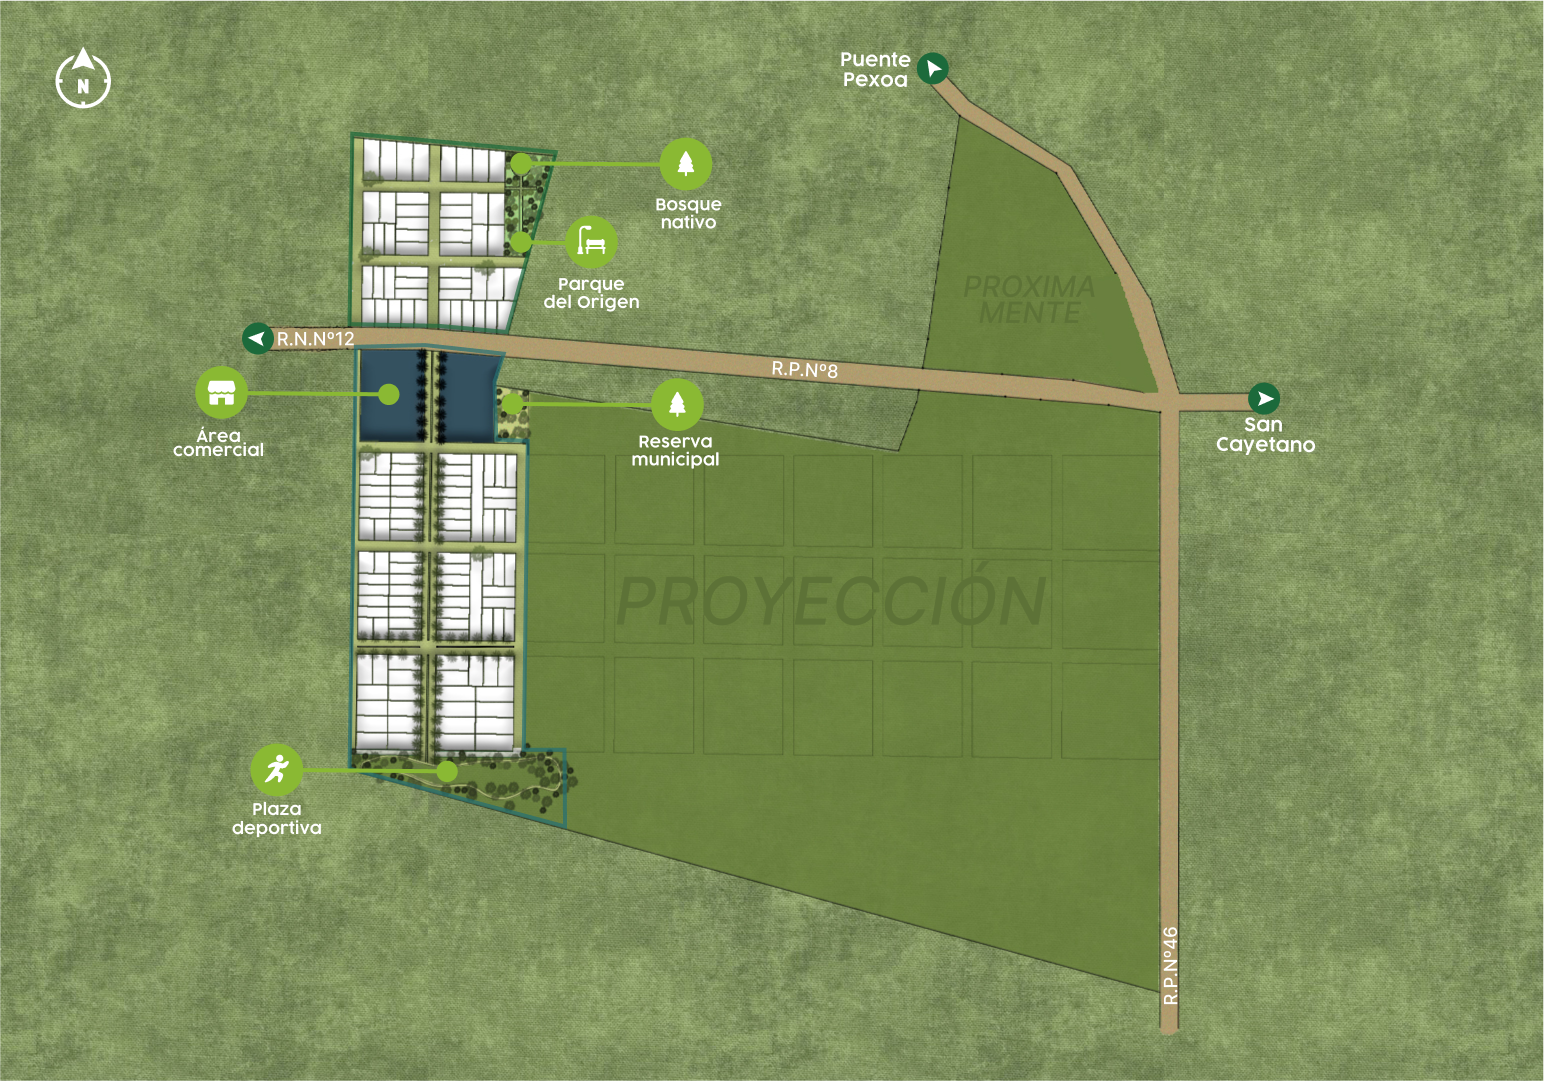 N
Puente
Pexoa
Bosque
nativo
Parque
del Origen
PROXIMA
MENTE
R.N.Nº12
R.P.Nº8
Área
comercial
Reserva
municipal
San
Cayetano
PROYECCIÓN
Plaza
deportiva
R.P.Nº46